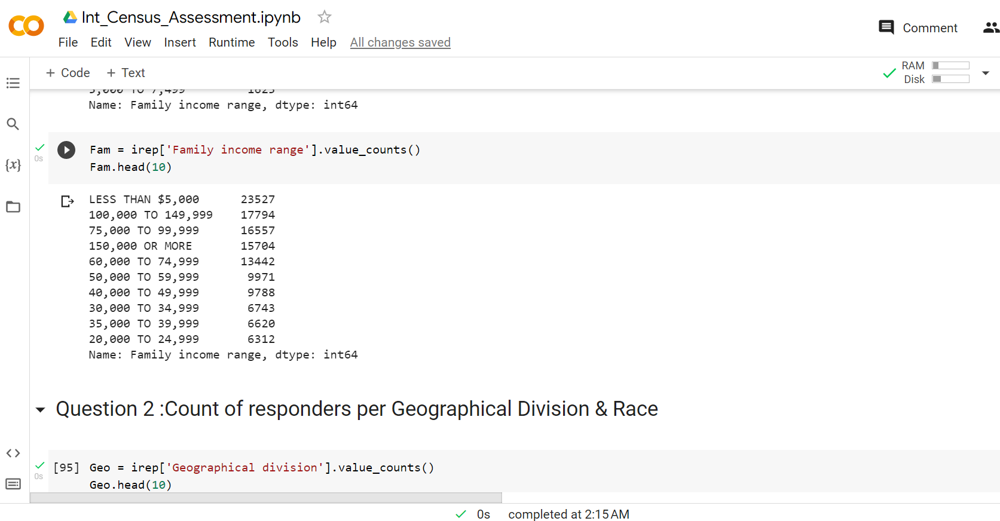 Int_Census_Assessment.ipynb
Comment
File Edit View Insert Runtime Tools Help All changes saved
+ Code + Text
RAM
Disk
5,000 TO 7,499 1625
Name: Family income range, dtype: int64
0s
Fam = irep['Family income range'].value_counts()
Fam.head(10)
{x}
LESS THAN $5,000 23527
100,000 TO 149,999 17794
75,000 TO 99,999 16557
150,000 OR MORE 15704
60,000 TO 74,999 13442
50,000 TO 59,999 9971
40,000 TO 49,999 9788
30,000 TO 34,999 6743
35,000 TO 39,999 6620
20,000 TO 24,999 6312
Name: Family income range, dtype: int64
Question 2 :Count of responders per Geographical Division & Race
0s
[95] Geo = irep['Geographical division'].value_counts()
Geo.head(10)
0s completed at 2:15 AM